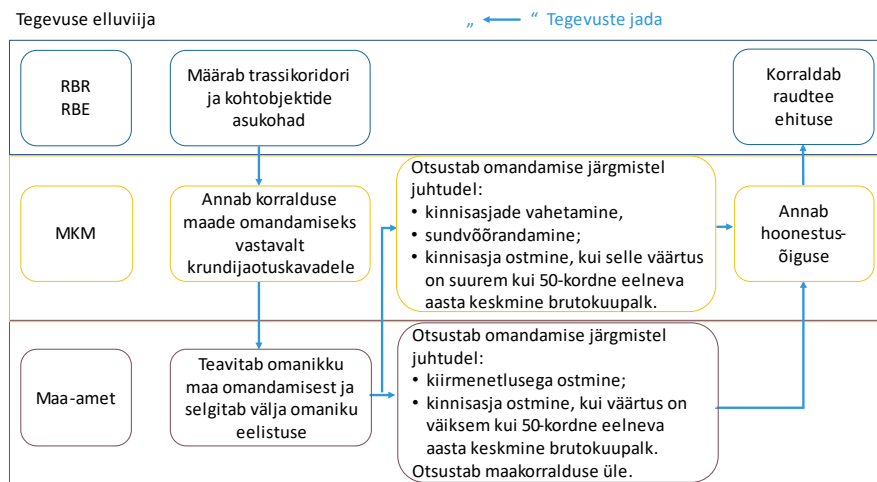 Tegevuse elluviija
„ “ Tegevuste jada
RBR
RBE
Määrab trassikoridori
ja kohtobjektide
asukohad
Korraldab
raudtee
ehituse
MKM
Annab korralduse
maade omandamiseks
vastavalt
krundijaotuskavadele
Otsustab omandamise järgmistel
juhtudel:
• kinnisasjade vahetamine,
• sundvõõrandamine;
• kinnisasja ostmine, kui selle väärtus
on suurem kui 50-kordne eelneva
aasta keskmine brutokuupalk.
Annab
hoonestus-
õiguse
Maa-amet
Teavitab omanikku
maa omandamisest ja
selgitab välja omaniku
eelistuse
Otsustab omandamise järgmistel
juhtudel:
• kiirmenetlusega ostmine;
• kinnisasja ostmine, kui väärtus on
väiksem kui 50-kordne eelneva
aasta keskmine brutokuupalk.
Otsustab maakorralduse üle.